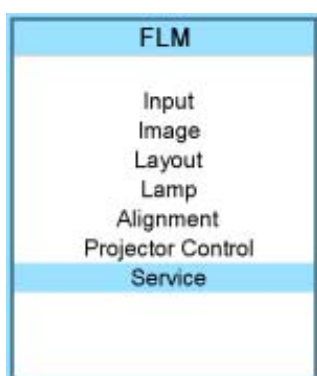 FLM
Input
Image
Layout
Lamp
Alignment
Projector Control
Service